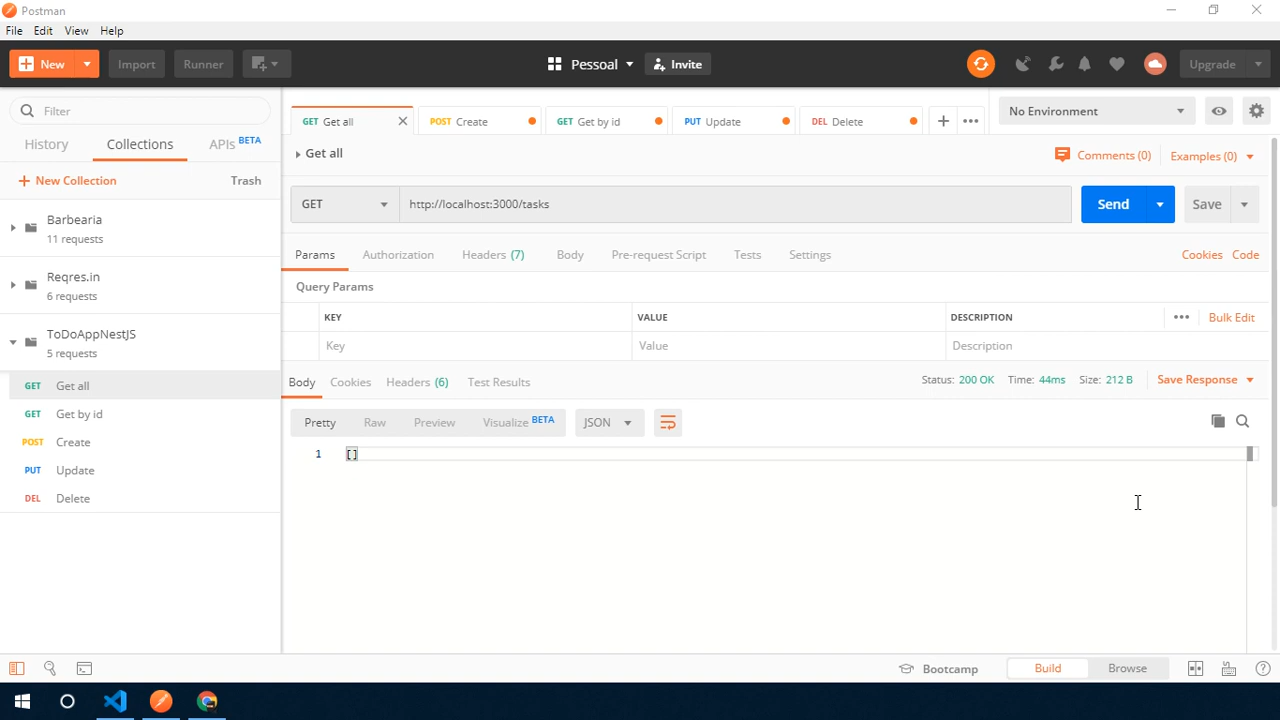 Postman
File Edit View Help
New Import Runner Pessoal Invite Upgrade
Filter
History Collections APIs BETA
New Collection Trash
Barbearia
11 requests
Reqres.in
6 requests
ToDoAppNestJS
5 requests
GET Get all
GET Get by id
POST Create
PUT Update
DEL Delete
GET Get all POST Create GET Get by id PUT Update DEL Delete
No Environment
Get all Comments (0) Examples (0)
GET http://localhost:3000/tasks Send Save
Params Authorization Headers (7) Body Pre-request Script Tests Settings Cookies Code
Query Params
KEY VALUE DESCRIPTION Bulk Edit
Key Value Description
Body Cookies Headers (6) Test Results Status: 200 OK Time: 44ms Size: 212 B Save Response
Pretty Raw Preview Visualize BETA JSON
1 []
Bootcamp Build Browse